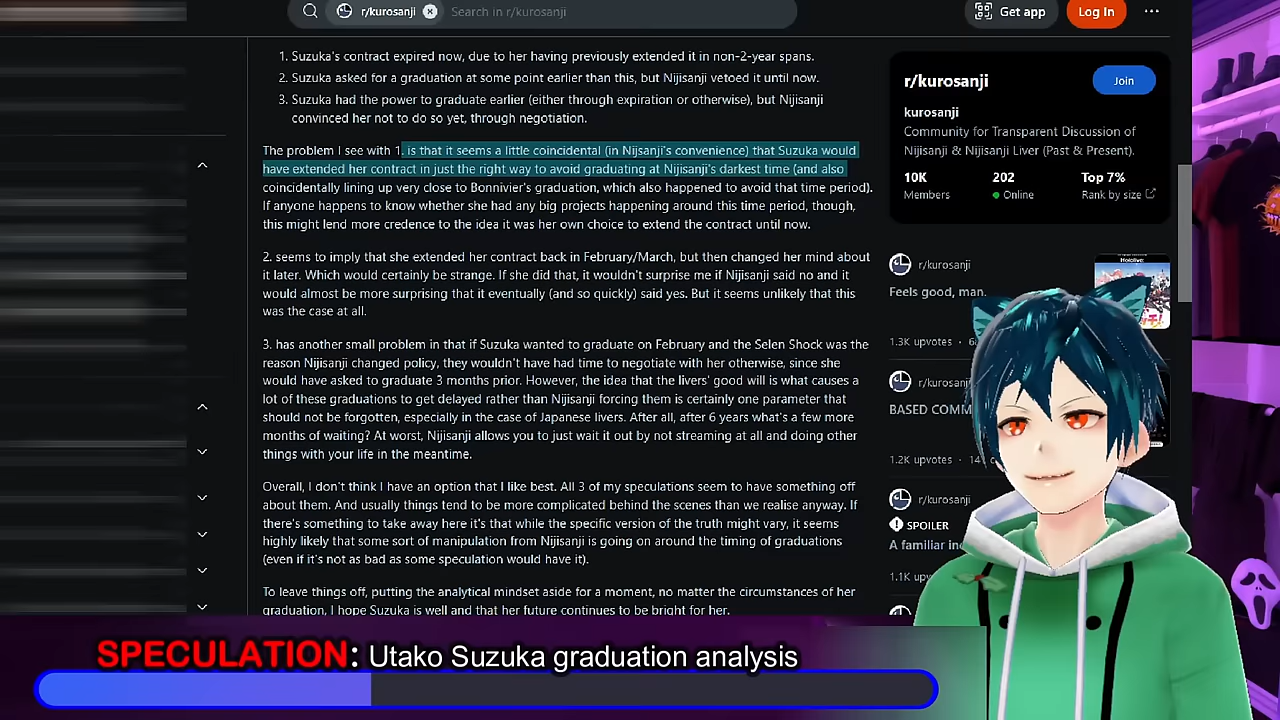 r/kurosanji
Search in r/kurosanji
Get app
Log In
1. Suzuka's contract expired now, due to her having previously extended it in non-2-year spans.
2. Suzuka asked for a graduation at some point earlier than this, but Nijisanji vetoed it until now.
3. Suzuka had the power to graduate earlier (either through expiration or otherwise), but Nijisanji
convinced her not to do so yet, through negotiation.
The problem I see with 1. is that it seems a little coincidental (in Nijsanji's convenience) that Suzuka would
have extended her contract in just the right way to avoid graduating at Nijisanji's darkest time (and also
coincidentally lining up very close to Bonnivier's graduation, which also happened to avoid that time period).
If anyone happens to know whether she had any big projects happening around this time period, though,
this might lend more credence to the idea it was her own choice to extend the contract until now.
2. seems to imply that she extended her contract back in February/March, but then changed her mind about
it later. Which would certainly be strange. If she did that, it wouldn't surprise me if Nijisanji said no and it
would almost be more surprising that it eventually (and so quickly) said yes. But it seems unlikely that this
was the case at all.
3. has another small problem in that if Suzuka wanted to graduate on February and the Selen Shock was the
reason Nijisanji changed policy, they wouldn't have had time to negotiate with her otherwise, since she
would have asked to graduate 3 months prior. However, the idea that the livers' good will is what causes a
lot of these graduations to get delayed rather than Nijisanji forcing them is certainly one parameter that
should not be forgotten, especially in the case of Japanese livers. After all, after 6 years what's a few more
months of waiting? At worst, Nijisanji allows you to just wait it out by not streaming at all and doing other
things with your life in the meantime.
Overall, I don't think I have an option that I like best. All 3 of my speculations seem to have something off
about them. And usually things tend to be more complicated behind the scenes than we realise anyway. If
there's something to take away here it's that while the specific version of the truth might vary, it seems
highly likely that some sort of manipulation from Nijisanji is going on around the timing of graduations
(even if it's not as bad as some speculation would have it).
To leave things off, putting the analytical mindset aside for a moment, no matter the circumstances of her
graduation, I hope Suzuka is well and that her future continues to be bright for her.
r/kurosanji
Join
kurosanji
Community for Transparent Discussion of
Nijisanji & Nijisanji Liver (Past & Present).
10K 202 Top 7%
Members Online Rank by size
r/kurosanji
Feels good, man.
1.3K upvotes
r/kurosanji
BASED COMM
1.2K upvotes
r/kurosanji
SPOILER
A familiar in
1.1K upv
SPECULATION: Utako Suzuka graduation analysis